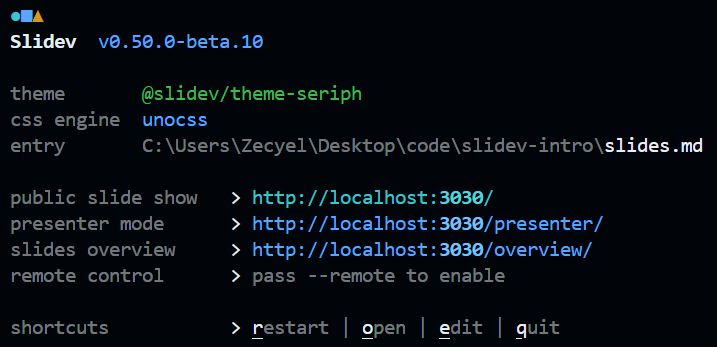 Slidev v0.50.0-beta.10
theme @slidev/theme-seriph
css engine unocss
entry C:\Users\Zecyel\Desktop\code\slidev-intro\slides.md
public slide show > http://localhost:3030/
presenter mode > http://localhost:3030/presenter/
slides overview > http://localhost:3030/overview/
remote control > pass --remote to enable
shortcuts > restart | open | edit | quit